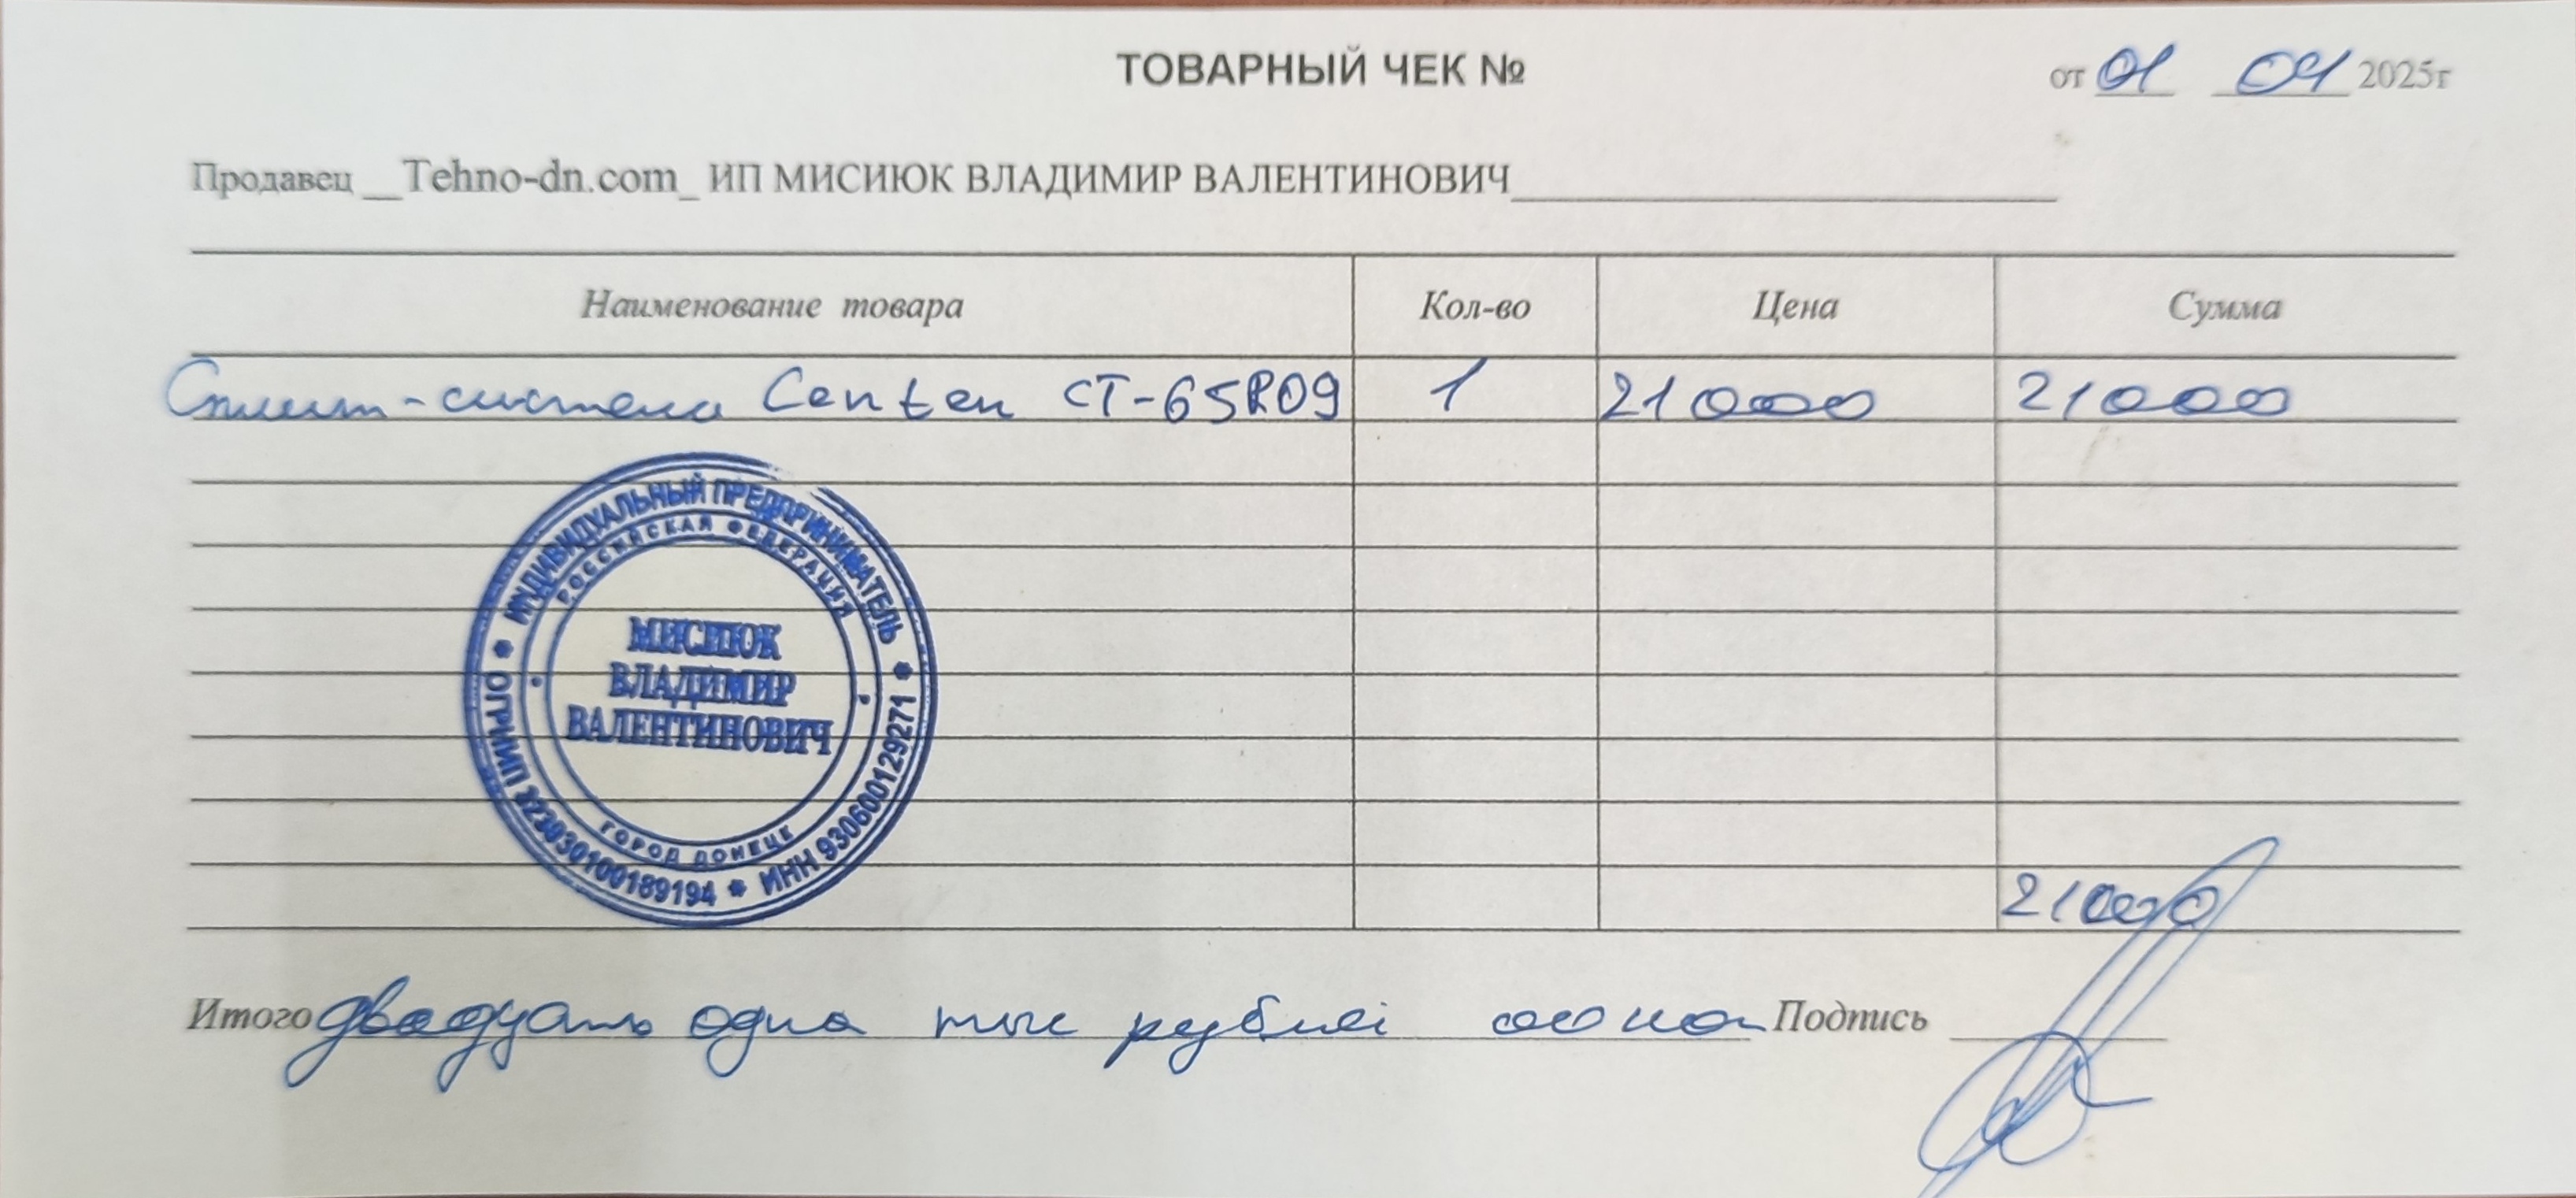 ТОВАРНЫЙ ЧЕК №
от 01 04 2025г
Продавец __Tehno-dn.com_ ИП МИСИЮК ВЛАДИМИР ВАЛЕНТИНОВИЧ
Наименование товара Кол-во Цена Сумма
Сплит-система Centek CT-65R09 1 21000 21000
ИНДИВИДУАЛЬНЫЙ ПРЕДПРИНИМАТЕЛЬ
РОССИЙСКАЯ ФЕДЕРАЦИЯ
МИСИЮК
ВЛАДИМИР
ВАЛЕНТИНОВИЧ
ГОРОД ДОНЕЦК
ОГРНИП 323930100189194 * ИНН 930600129271
21000
Итого двадцать одна тыс рублей 00 коп Подпись